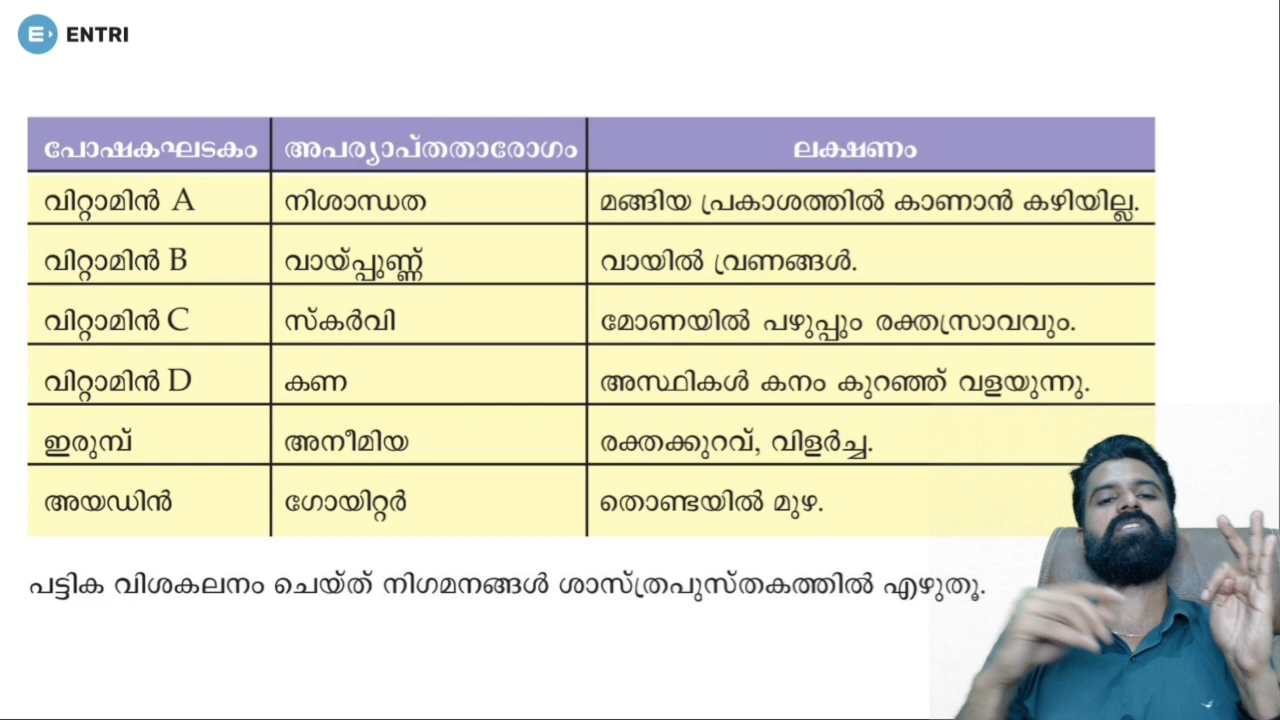 ENTRI
പോഷകഘടകം അപര്യാപ്തതാരോഗം ലക്ഷണം
വിറ്റാമിൻ A നിശാന്ധത മങ്ങിയ പ്രകാശത്തിൽ കാണാൻ കഴിയില്ല.
വിറ്റാമിൻ B വായ്പ്പുണ്ണ് വായിൽ വ്രണങ്ങൾ.
വിറ്റാമിൻ C സ്കർവി മോണയിൽ പഴുപ്പും രക്തസ്രാവവും.
വിറ്റാമിൻ D കണ അസ്ഥികൾ കനം കുറഞ്ഞ് വളയുന്നു.
ഇരുമ്പ് അനീമിയ രക്തക്കുറവ്, വിളർച്ച.
അയഡിൻ ഗോയിറ്റർ തൊണ്ടയിൽ മുഴ.
പട്ടിക വിശകലനം ചെയ്ത് നിഗമനങ്ങൾ ശാസ്ത്രപുസ്തകത്തിൽ എഴുതൂ.